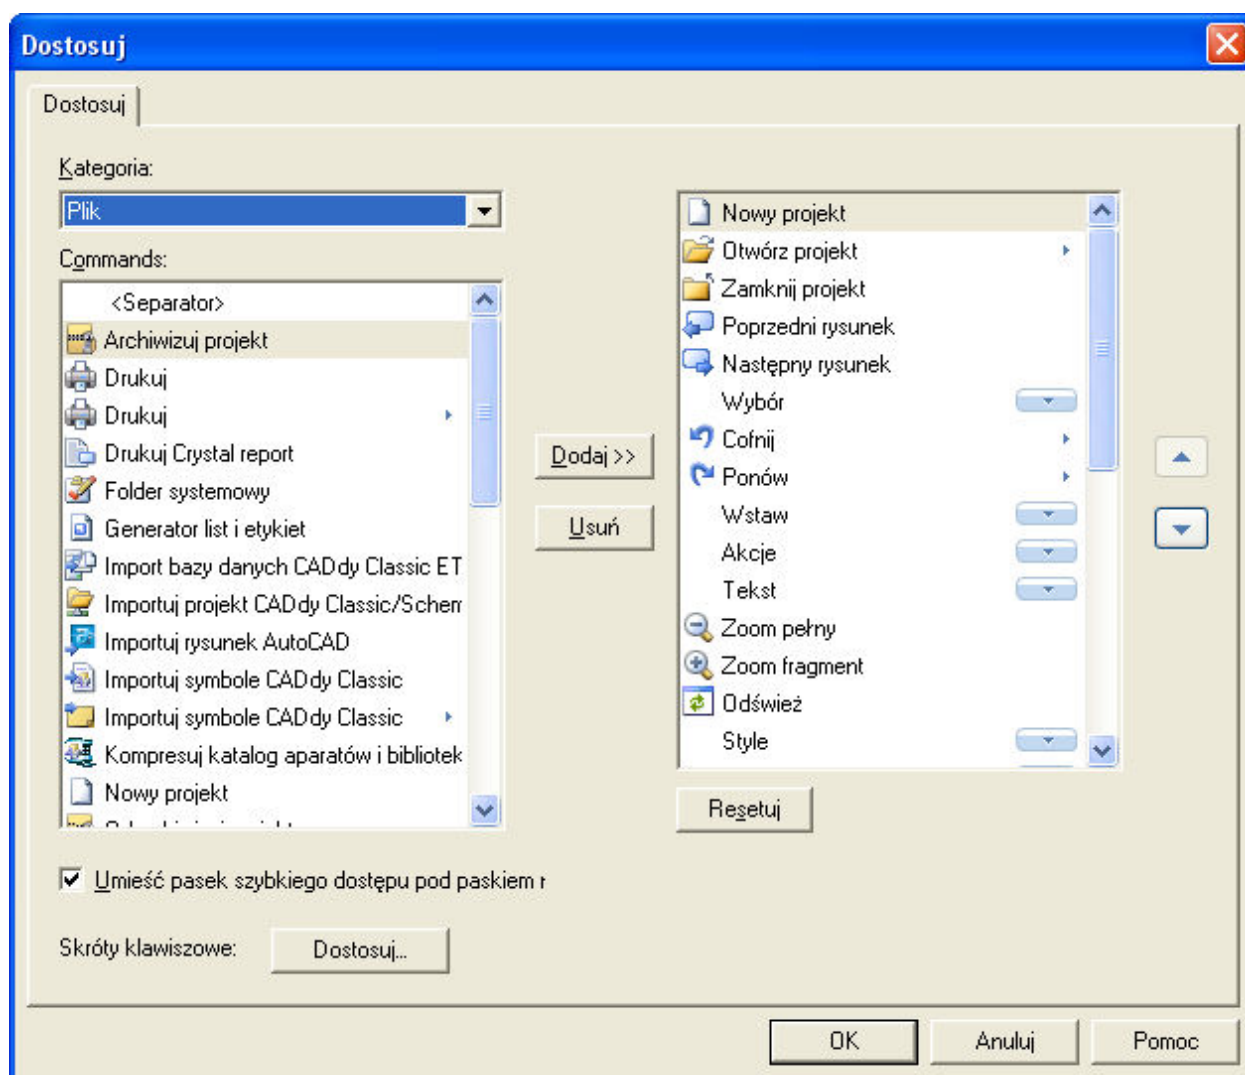 Dostosuj
Dostosuj
Kategoria:
Plik
Commands:
<Separator>
Archiwizuj projekt
Drukuj
Drukuj
Drukuj Crystal report
Folder systemowy
Generator list i etykiet
Import bazy danych CADdy Classic ET
Importuj projekt CADdy Classic/Schem
Importuj rysunek AutoCAD
Importuj symbole CADdy Classic
Importuj symbole CADdy Classic
Kompresuj katalog aparatów i bibliotek
Nowy projekt
Dodaj >>
Usuń
Nowy projekt
Otwórz projekt
Zamknij projekt
Poprzedni rysunek
Następny rysunek
Wybór
Cofnij
Ponów
Wstaw
Akcje
Tekst
Zoom pełny
Zoom fragment
Odśwież
Style
Resetuj
Umieść pasek szybkiego dostępu pod paskiem
Skróty klawiszowe:
Dostosuj...
OK
Anuluj
Pomoc